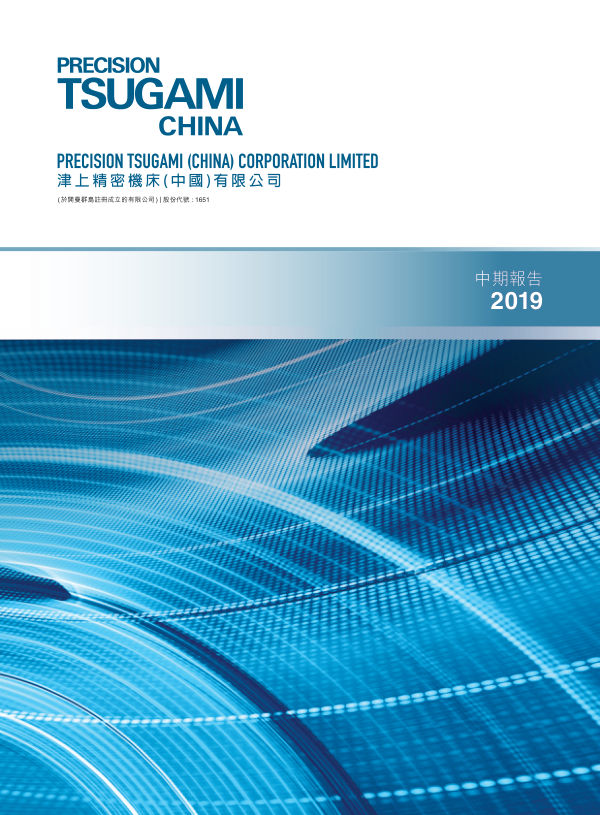 PRECISION
TSUGAMI
CHINA
PRECISION TSUGAMI (CHINA) CORPORATION LIMITED
津上精密機床(中國)有限公司
(於開曼群島註冊成立的有限公司) | 股份代號 : 1651
中期報告
2019